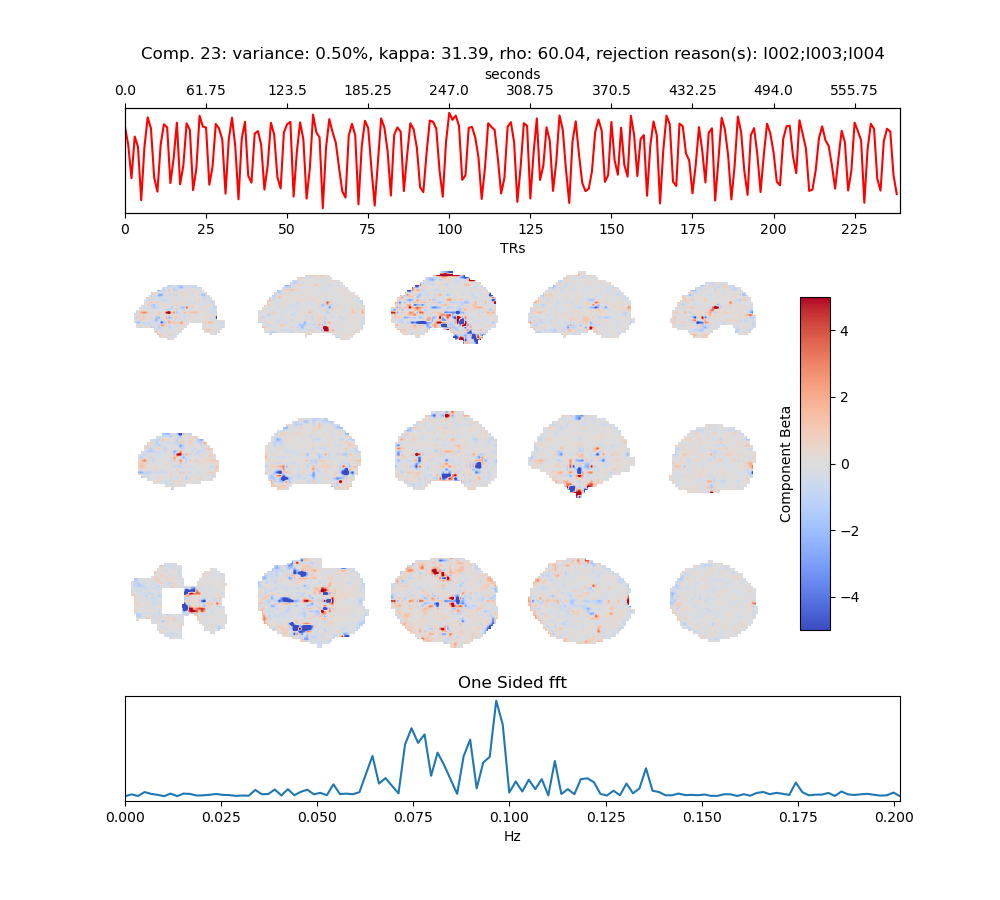 Comp. 23: variance: 0.50%, kappa: 31.39, rho: 60.04, rejection reason(s): I002;I003;I004
seconds
0.0 61.75 123.5 185.25 247.0 308.75 370.5 432.25 494.0 555.75
0 25 50 75 100 125 150 175 200 225
TRs
4
2
0
−2
−4
Component Beta
One Sided fft
0.000 0.025 0.050 0.075 0.100 0.125 0.150 0.175 0.200
Hz